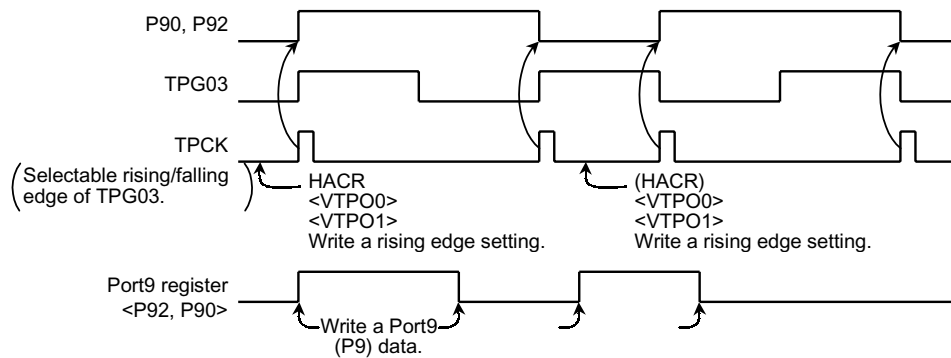 P90, P92
TPG03
TPCK
(Selectable rising/falling
edge of TPG03.)
HACR
<VTPO0>
<VTPO1>
Write a rising edge setting.
(HACR)
<VTPO0>
<VTPO1>
Write a rising edge setting.
Port9 register
<P92, P90>
Write a Port9
(P9) data.